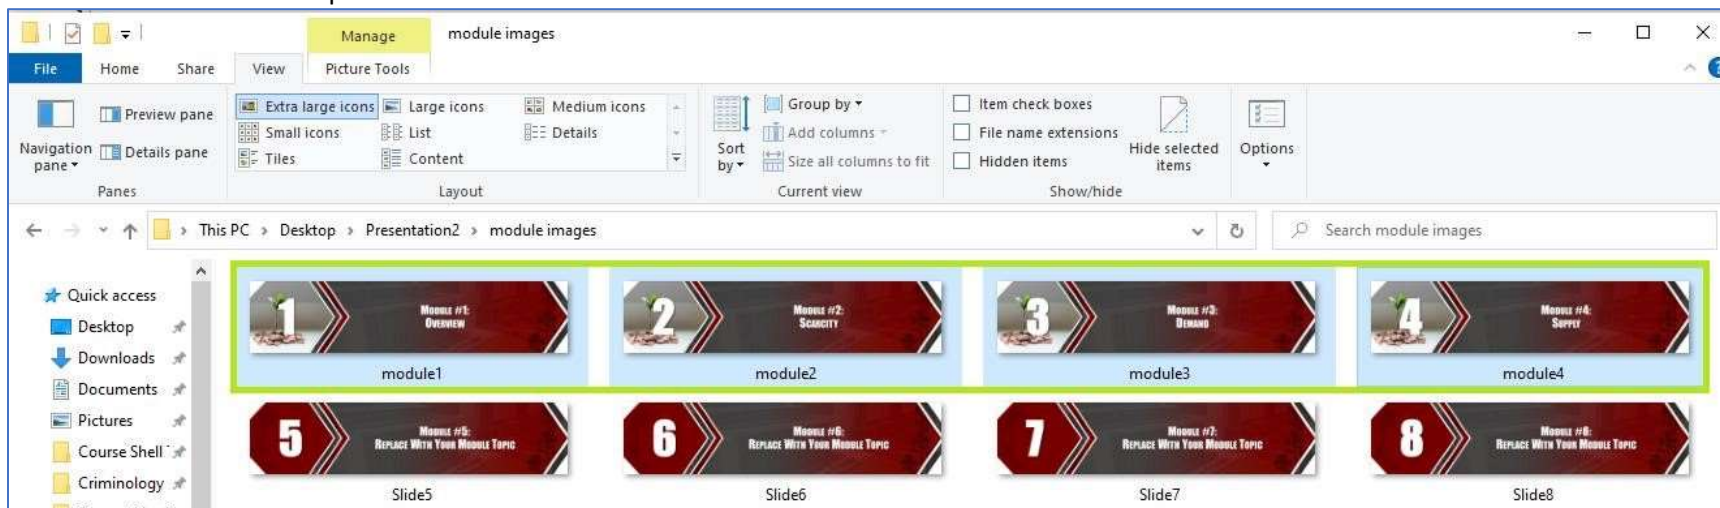 Manage module images
File Home Share View Picture Tools
Preview pane
Details pane
Navigation
pane
Panes
Extra large icons Large icons Medium icons
Small icons List Details
Tiles Content
Layout
Sort
by
Group by
Add columns
Size all columns to fit
Current view
Item check boxes
File name extensions
Hidden items
Hide selected
items
Show/hide
Options
This PC > Desktop > Presentation2 > module images
Search module images
Quick access
Desktop
Downloads
Documents
Pictures
Course Shell
Criminology
1 Module #1:
Overview
module1
2 Module #2:
Scarcity
module2
3 Module #3:
Demand
module3
4 Module #4:
Supply
module4
5 Module #5:
Replace With Your Module Topic
Slide5
6 Module #6:
Replace With Your Module Topic
Slide6
7 Module #7:
Replace With Your Module Topic
Slide7
8 Module #8:
Replace With Your Module Topic
Slide8